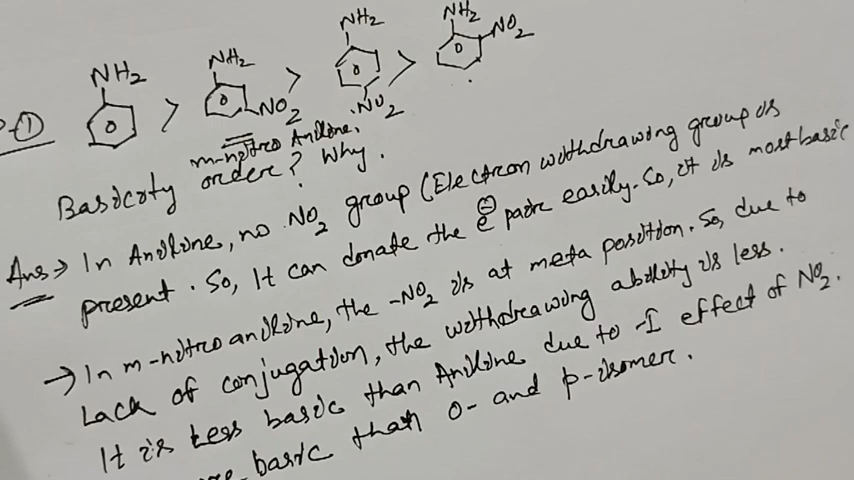 NH2 NH2 NH2 NH2
① > > > NO2
NO2 NO2
m-nitro Aniline.
Basicity order? Why.
Ans → In Aniline, no NO2 group (Electron withdrawing group is
present. So, It can donate the e⊖ pair easily. So, it is most basic
→ In m-nitro aniline, the -NO2 is at meta position. So, due to
Lack of conjugation, the withdrawing ability is less.
It is Less basic than Aniline due to -I effect of NO2.
basic than o- and p-isomer.